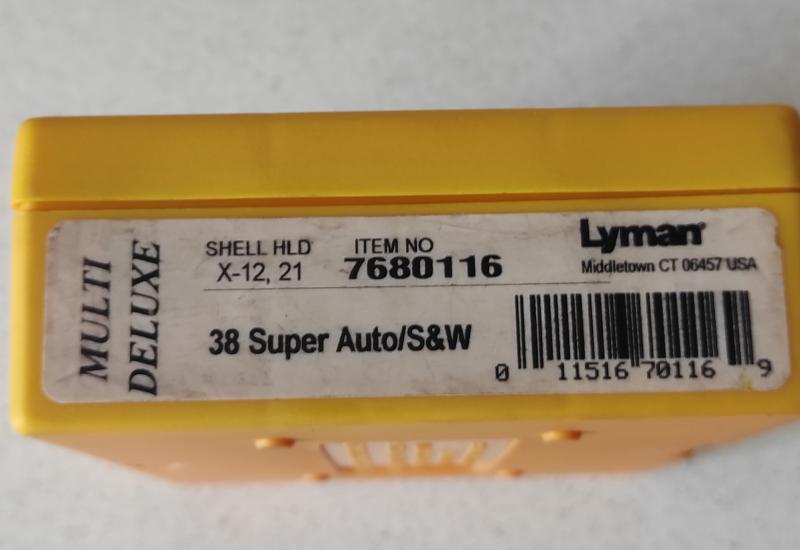 MULTI
DELUXE
SHELL HLD
X-12, 21
ITEM NO
7680116
Lyman
Middletown CT 06457 USA
38 Super Auto/S&W
0 11516 70116 9